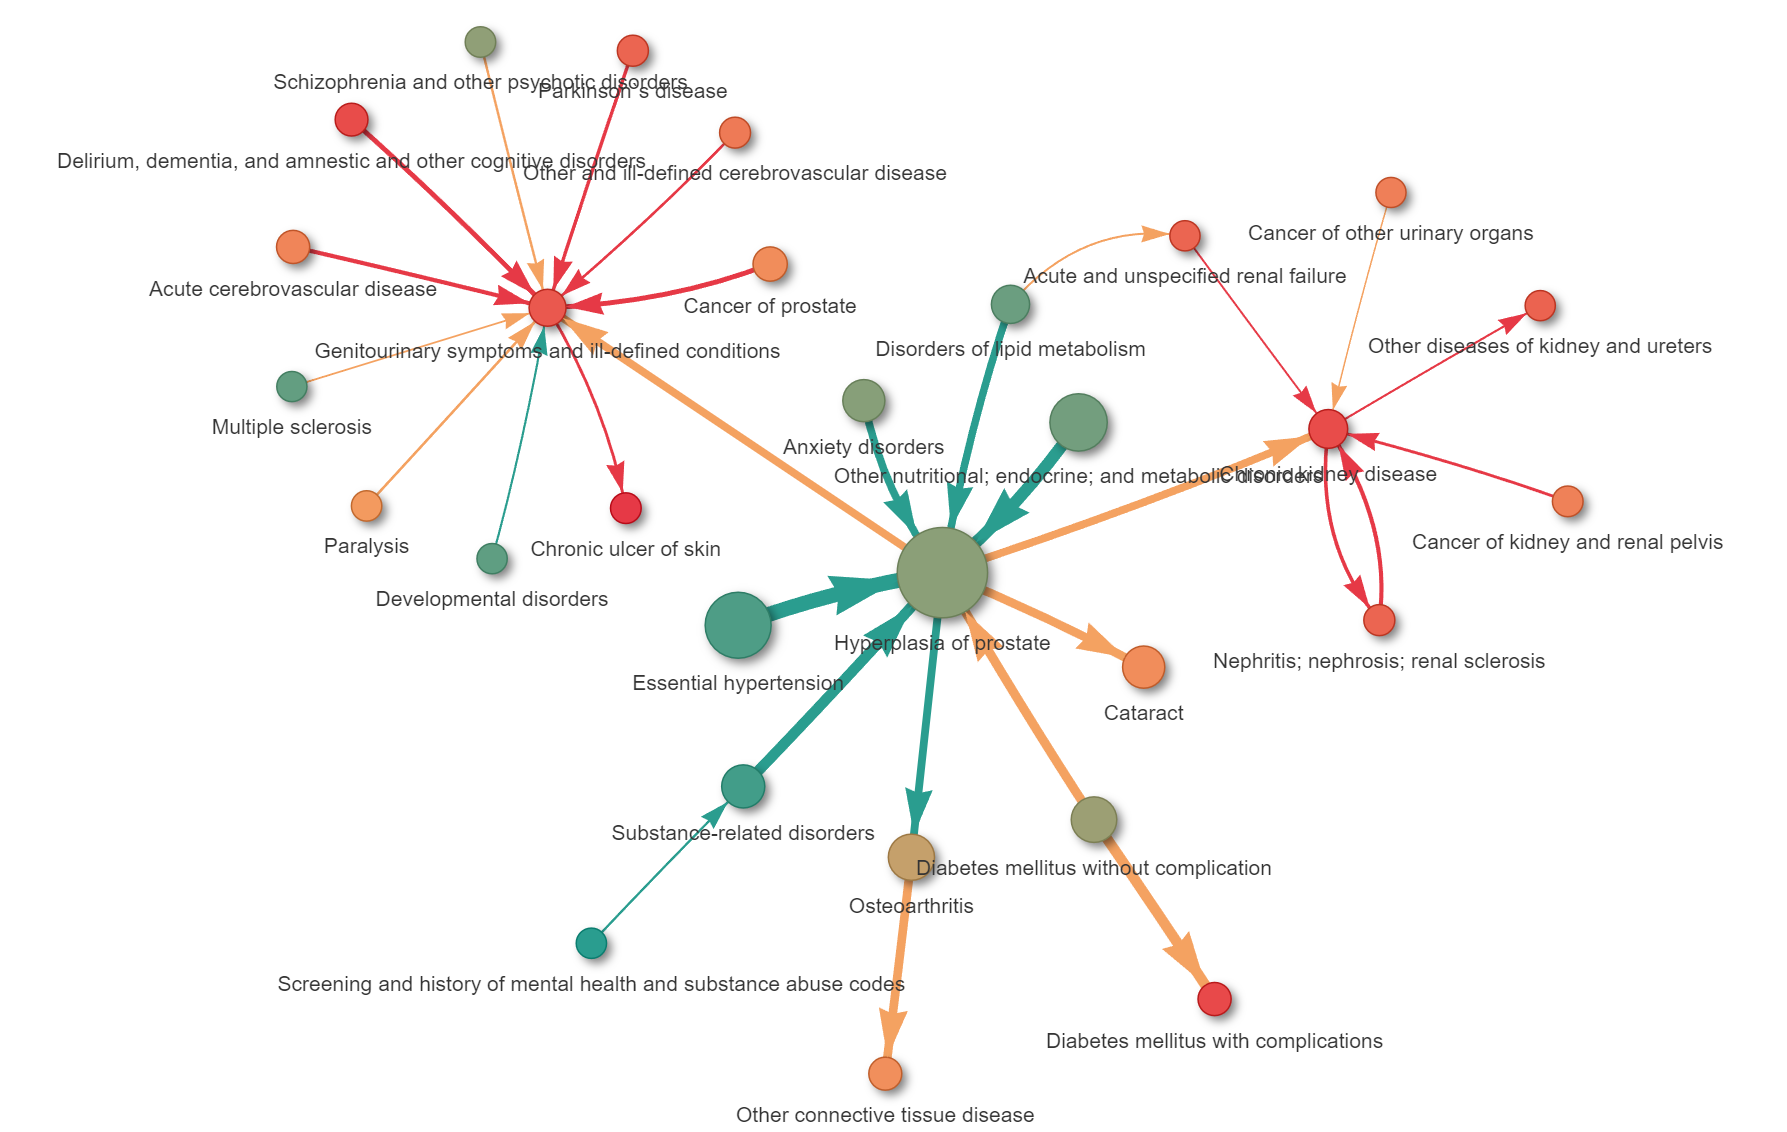 Schizophrenia and other psychotic disorders
Parkinson´s disease
Delirium, dementia, and amnestic and other cognitive disorders
Other and ill-defined cerebrovascular disease
Cancer of other urinary organs
Acute and unspecified renal failure
Acute cerebrovascular disease
Cancer of prostate
Other diseases of kidney and ureters
Disorders of lipid metabolism
Genitourinary symptoms and ill-defined conditions
Multiple sclerosis
Anxiety disorders
Other nutritional; endocrine; and metabolic disorders
Chronic kidney disease
Cancer of kidney and renal pelvis
Paralysis
Chronic ulcer of skin
Developmental disorders
Hyperplasia of prostate
Nephritis; nephrosis; renal sclerosis
Essential hypertension
Cataract
Substance-related disorders
Diabetes mellitus without complication
Osteoarthritis
Screening and history of mental health and substance abuse codes
Diabetes mellitus with complications
Other connective tissue disease